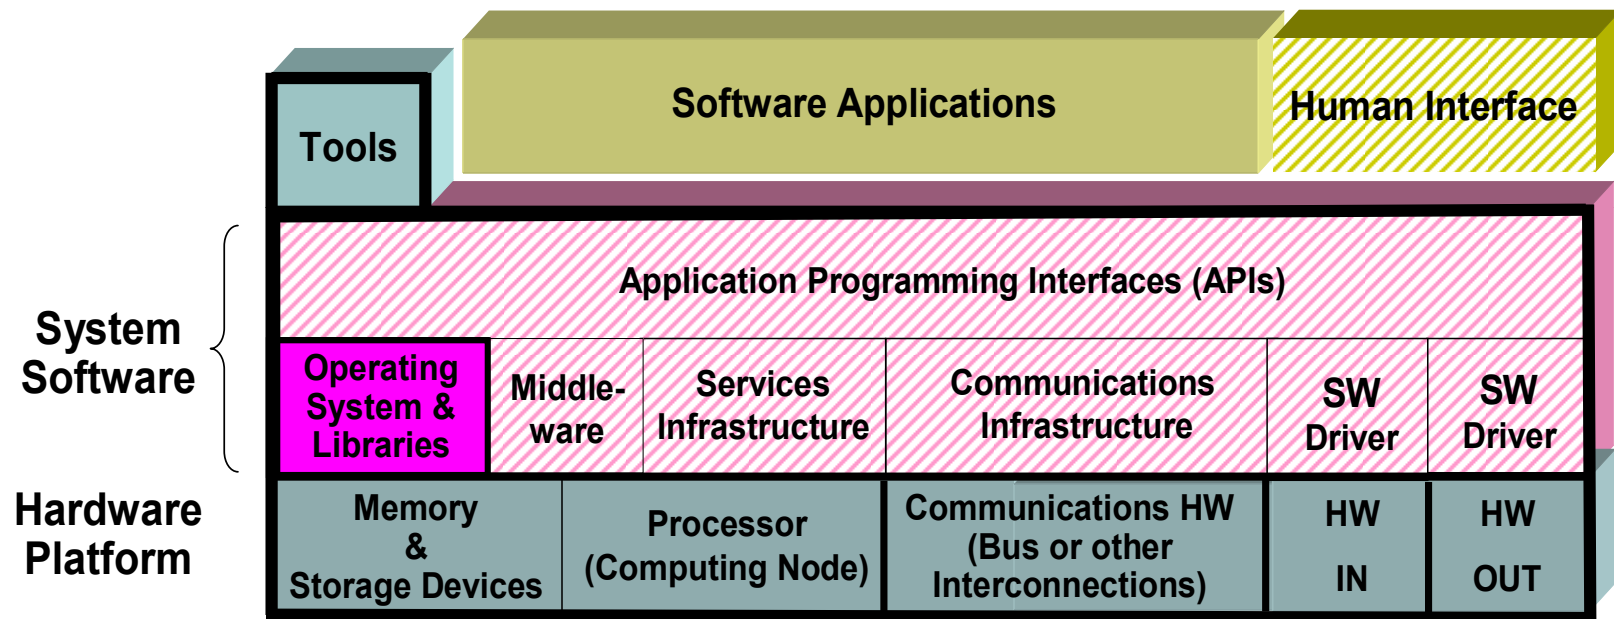 Software Applications
Human Interface
Tools
Application Programming Interfaces (APIs)
System
Software
Operating
System &
Libraries
Middle-
ware
Services
Infrastructure
Communications
Infrastructure
SW
Driver
SW
Driver
Hardware
Platform
Memory
&
Storage Devices
Processor
(Computing Node)
Communications HW
(Bus or other
Interconnections)
HW
IN
HW
OUT